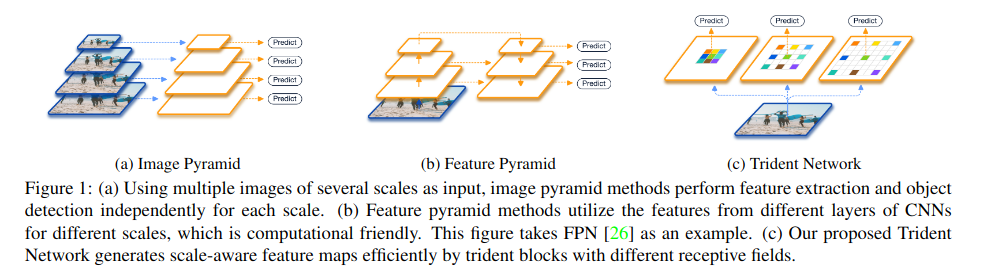 Predict Predict Predict
Predict
Predict
Predict
Predict
Predict
Predict
Predict
(a) Image Pyramid (b) Feature Pyramid (c) Trident Network
Figure 1: (a) Using multiple images of several scales as input, image pyramid methods perform feature extraction and object
detection independently for each scale. (b) Feature pyramid methods utilize the features from different layers of CNNs
for different scales, which is computational friendly. This figure takes FPN [26] as an example. (c) Our proposed Trident
Network generates scale-aware feature maps efficiently by trident blocks with different receptive fields.